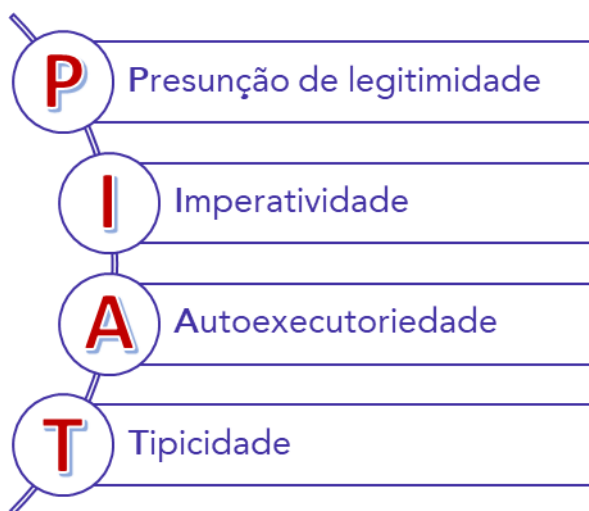 P Presunção de legitimidade
I Imperatividade
A Autoexecutoriedade
T Tipicidade